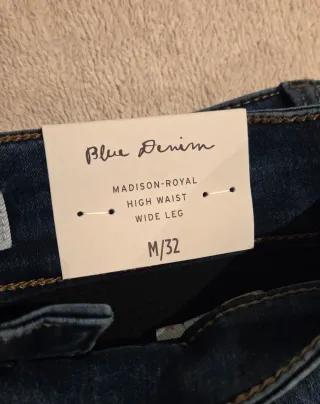 Blue Denim
MADISON-ROYAL
HIGH WAIST
WIDE LEG
M/32